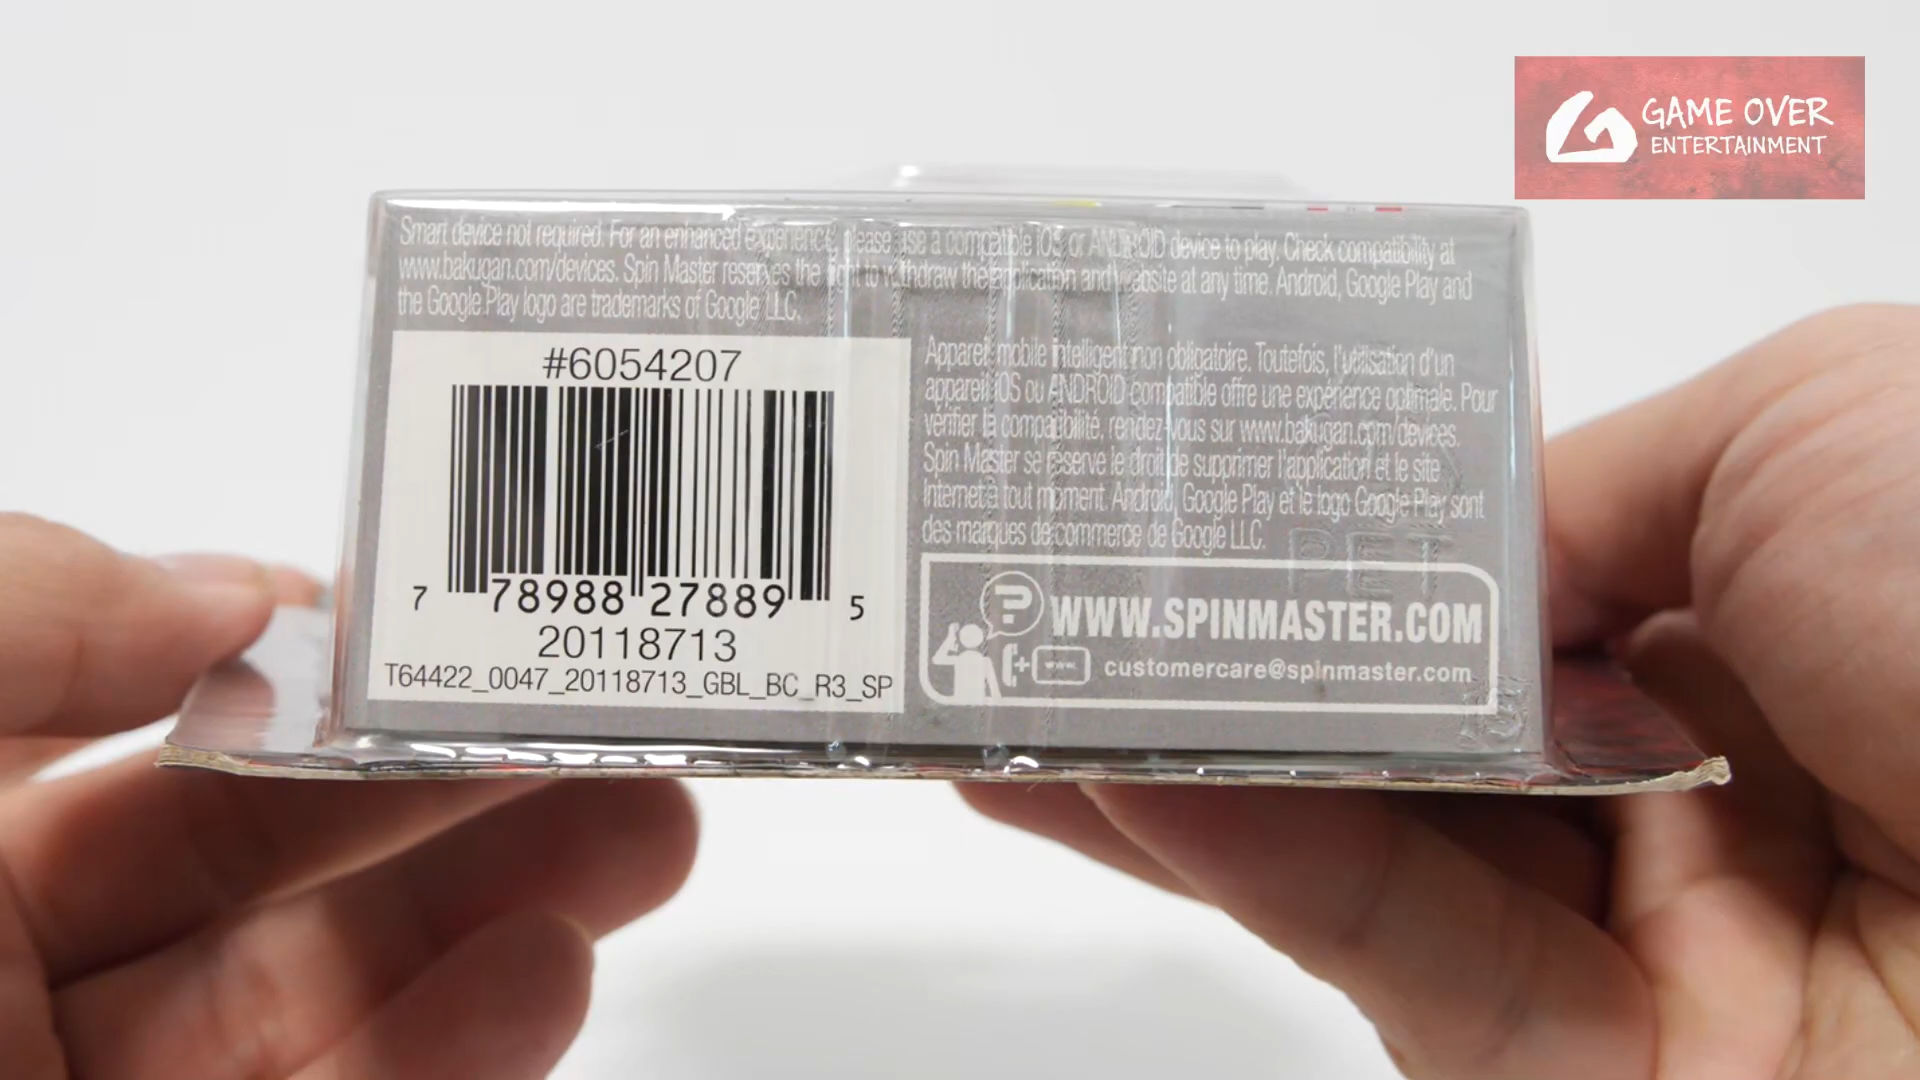 GAME OVER
ENTERTAINMENT
Smart device not required. For an enhanced experience, please use a compatible iOS or ANDROID device to play. Check compatibility at
www.bakugan.com/devices. Spin Master reserves the right to withdraw the application and website at any time. Android, Google Play and
the Google Play logo are trademarks of Google LLC.
#6054207
7 78988 27889 5
20118713
T64422_0047_20118713_GBL_BC_R3_SP
Appareil mobile intelligent non obligatoire. Toutefois, l'utilisation d'un
appareil iOS ou ANDROID compatible offre une expérience optimale. Pour
vérifier la compatibilité, rendez-vous sur www.bakugan.com/devices.
Spin Master se réserve le droit de supprimer l'application et le site
Internet à tout moment. Android, Google Play et le logo Google Play sont
des marques de commerce de Google LLC.
PET
WWW.SPINMASTER.COM
customercare@spinmaster.com